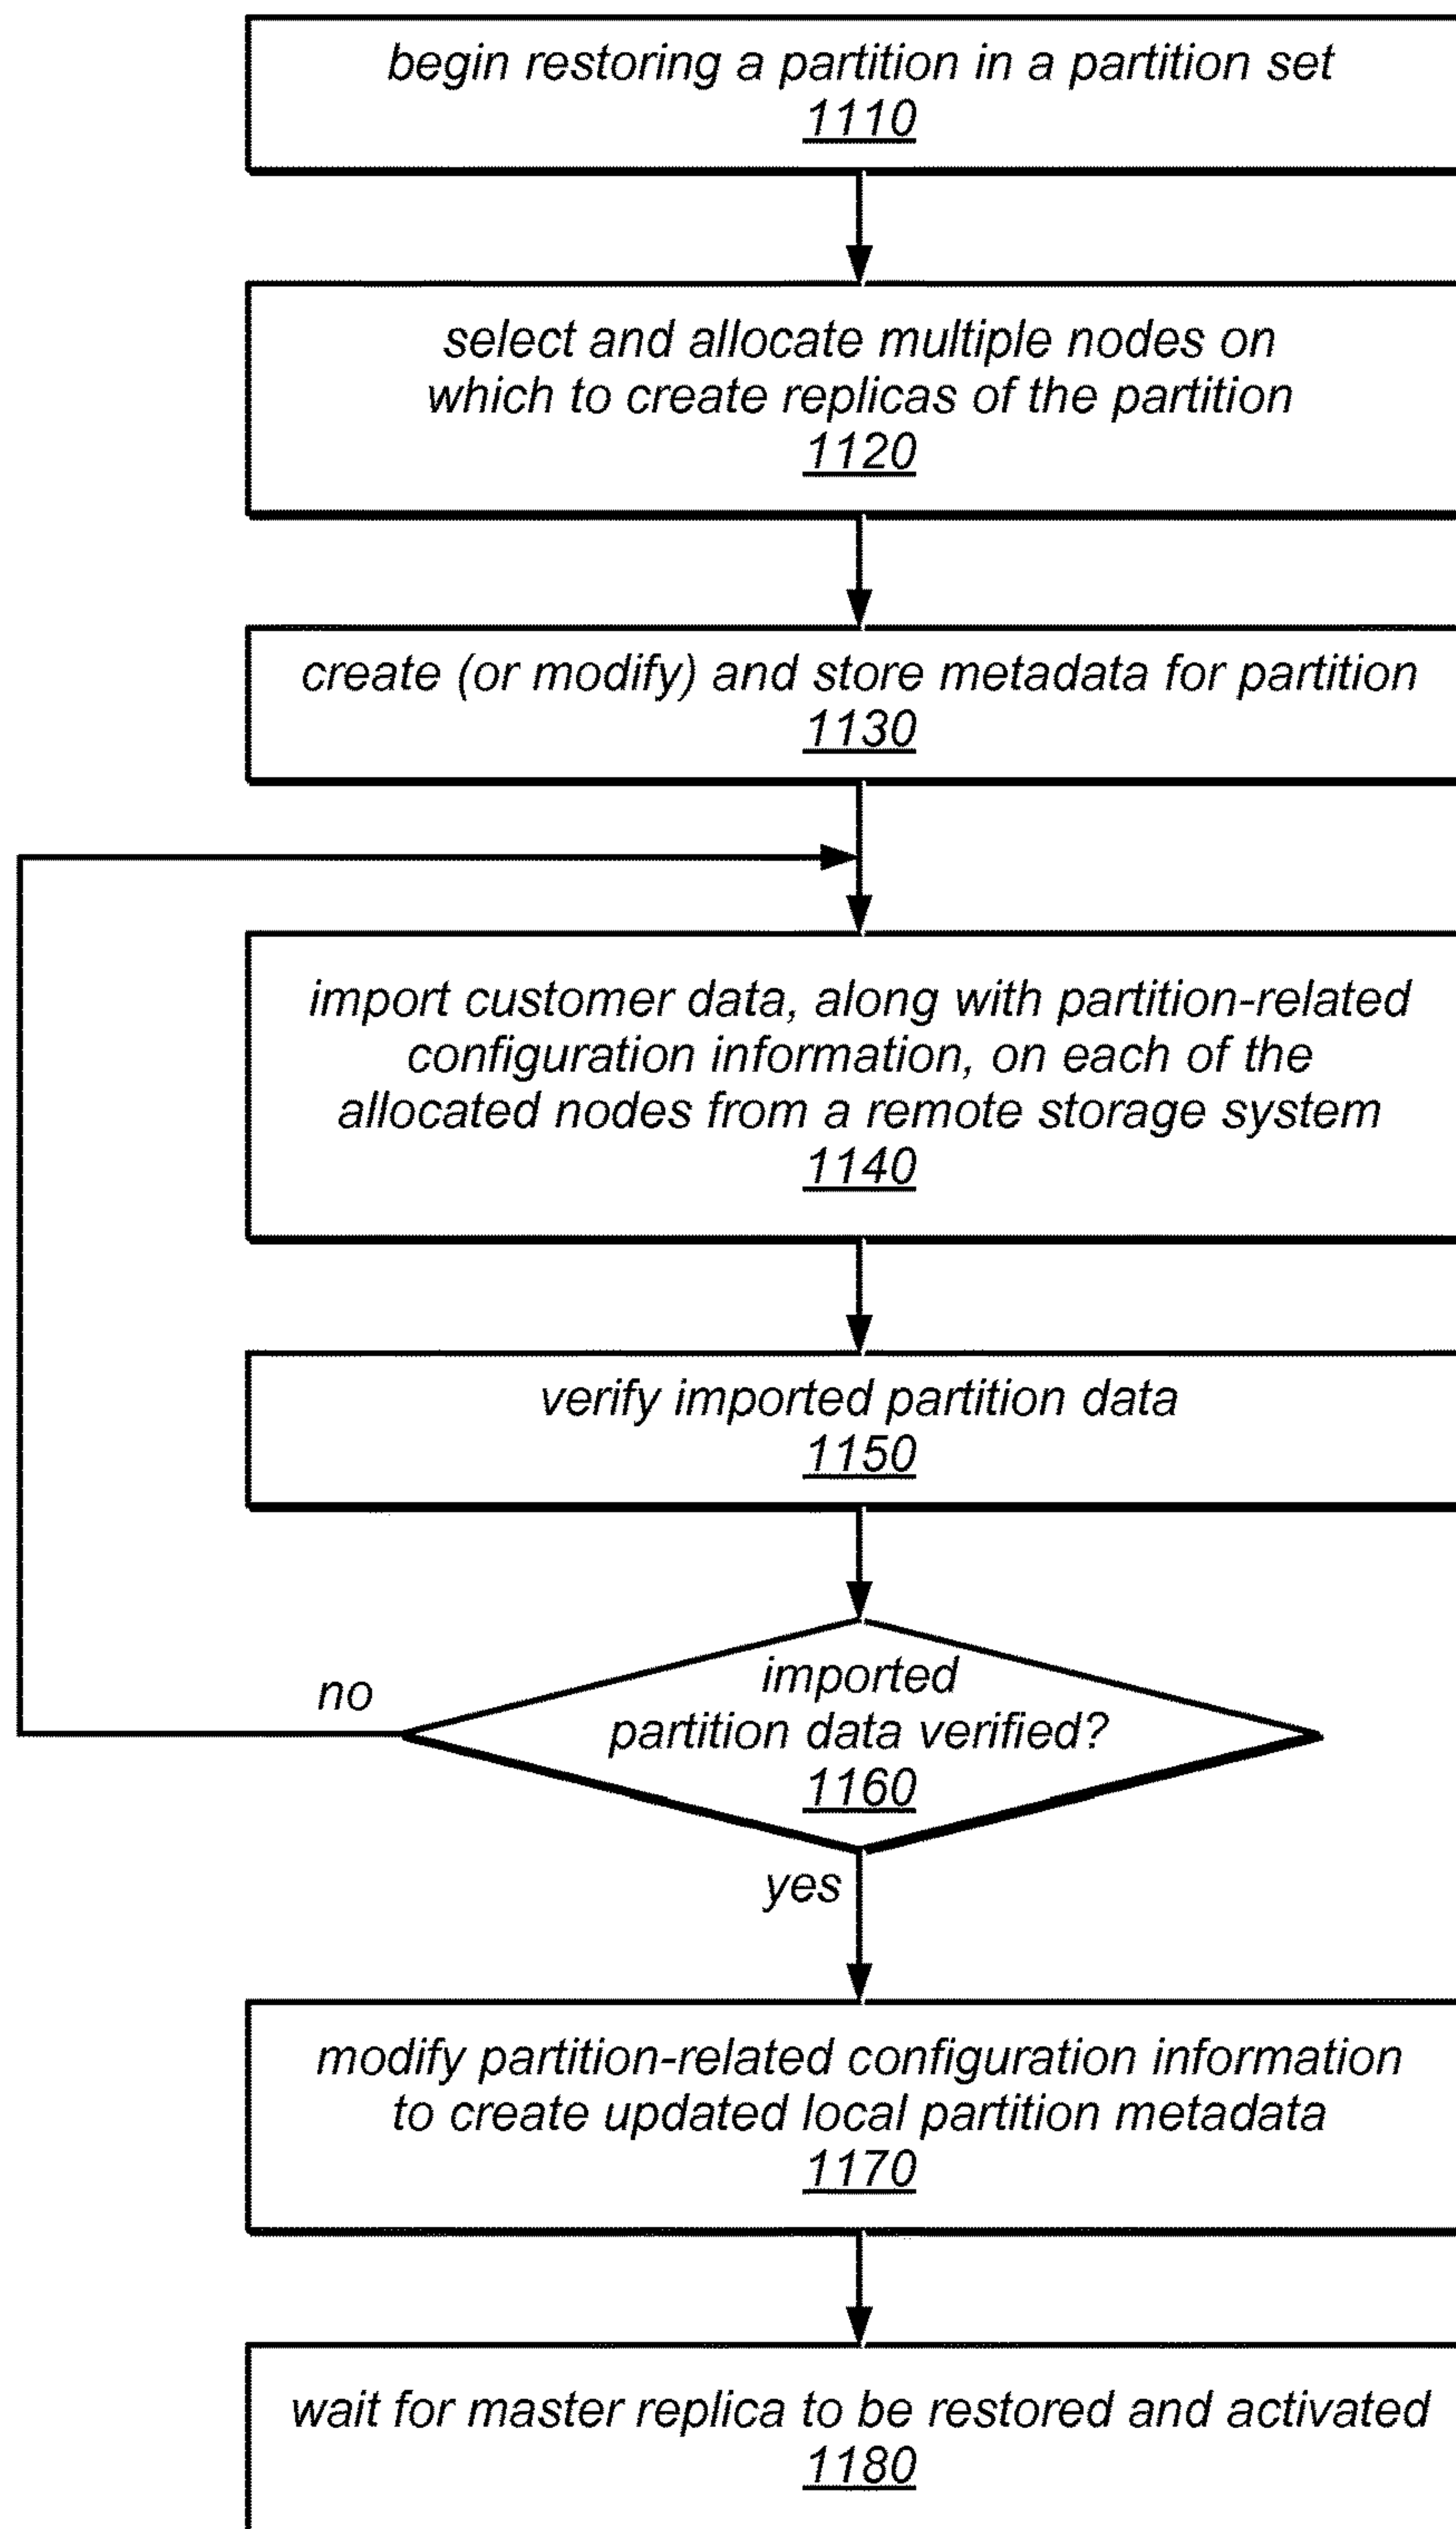 begin restoring a partition in a partition set
1110
select and allocate multiple nodes on
which to create replicas of the partition
1120
create (or modify) and store metadata for partition
1130
import customer data, along with partition-related
configuration information, on each of the
allocated nodes from a remote storage system
1140
verify imported partition data
1150
imported
partition data verified?
1160
no
yes
modify partition-related configuration information
to create updated local partition metadata
1170
wait for master replica to be restored and activated
1180